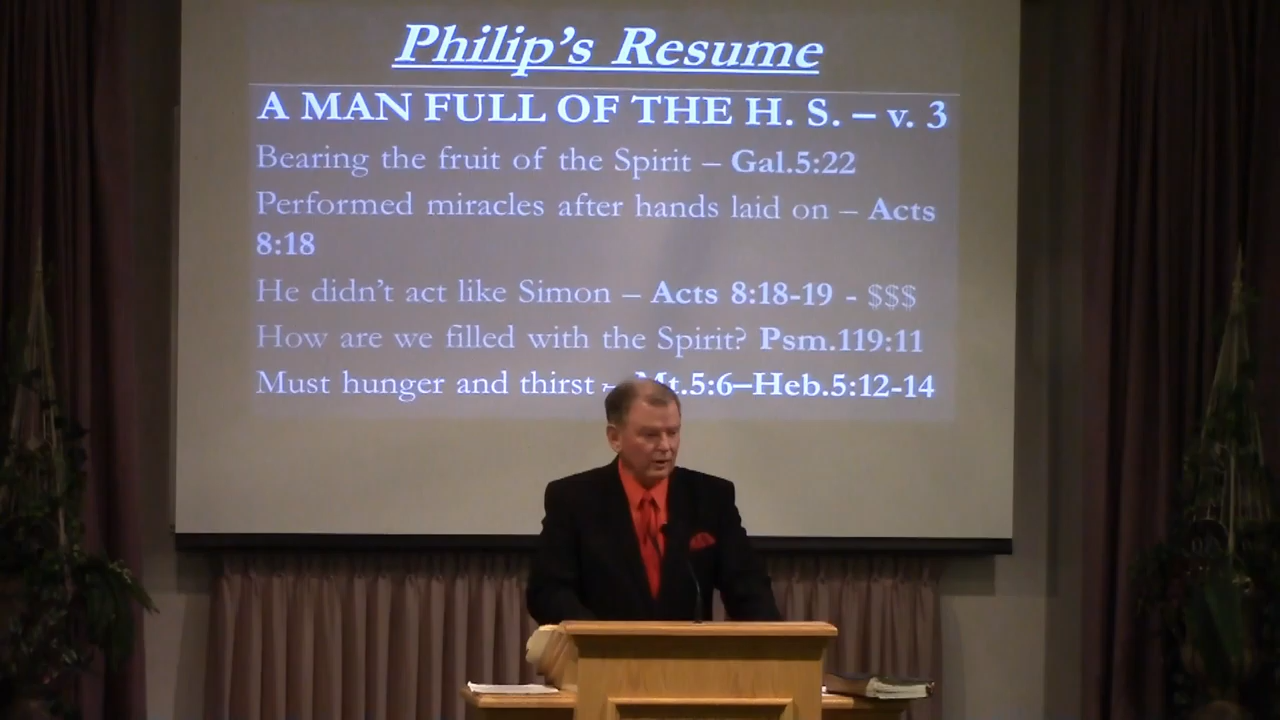 Philip's Resume
A MAN FULL OF THE H. S. – v. 3
Bearing the fruit of the Spirit – Gal.5:22
Performed miracles after hands laid on – Acts
8:18
He didn't act like Simon – Acts 8:18-19 - $$$
How are we filled with the Spirit? Psm.119:11
Must hunger and thirst – Mt.5:6–Heb.5:12-14